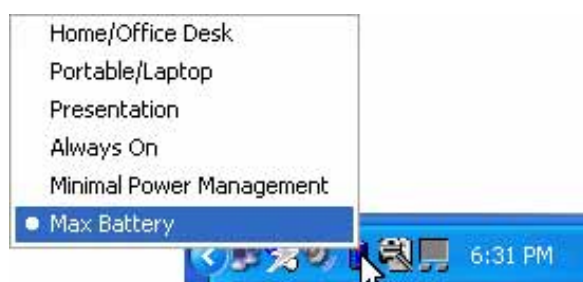 Home/Office Desk
Portable/Laptop
Presentation
Always On
Minimal Power Management
Max Battery
6:31 PM